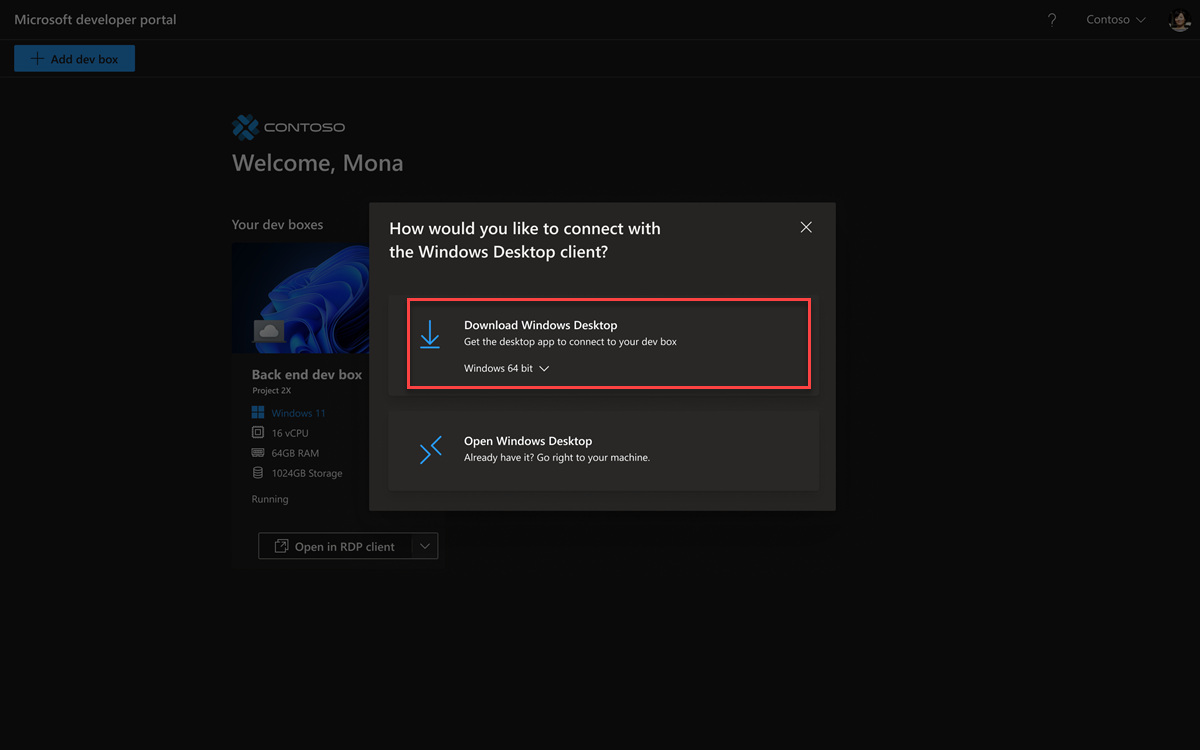 Microsoft developer portal
?
Contoso
+ Add dev box
CONTOSO
Welcome, Mona
Your dev boxes
How would you like to connect with
the Windows Desktop client?
Download Windows Desktop
Get the desktop app to connect to your dev box
Windows 64 bit
Back end dev box
Project 2X
Windows 11
16 vCPU
64GB RAM
1024GB Storage
Running
Open Windows Desktop
Already have it? Go right to your machine.
Open in RDP client